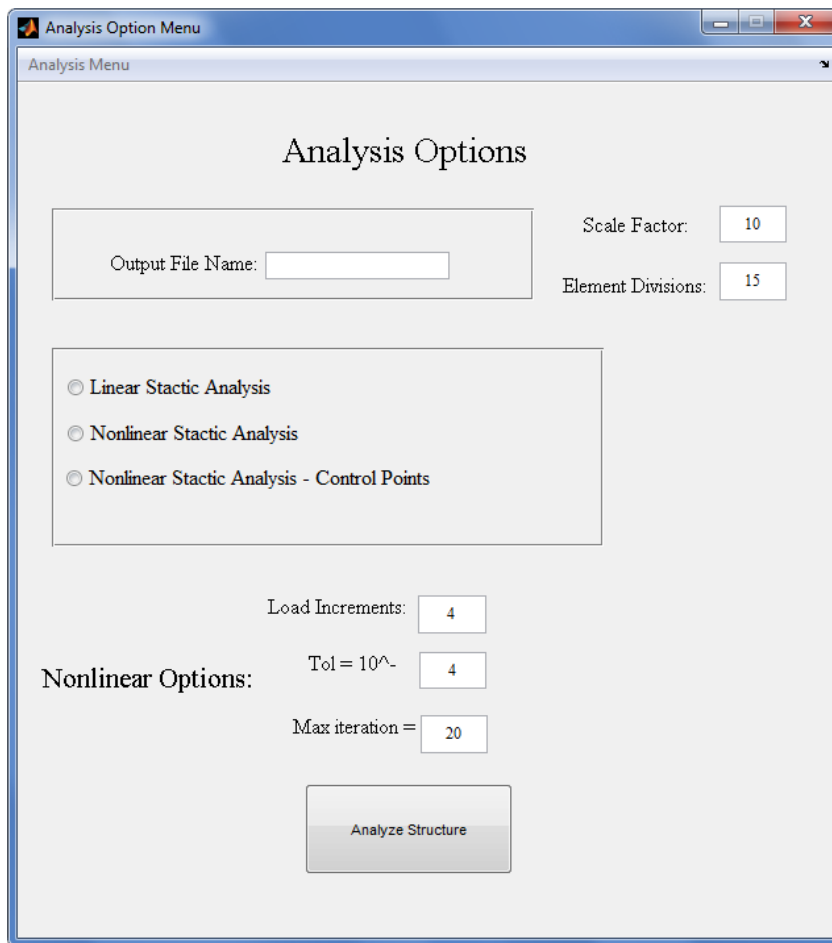 Analysis Option Menu
Analysis Menu
Analysis Options
Output File Name:
Scale Factor: 10
Element Divisions: 15
Linear Stactic Analysis
Nonlinear Stactic Analysis
Nonlinear Stactic Analysis - Control Points
Nonlinear Options:
Load Increments: 4
Tol = 10^- 4
Max iteration = 20
Analyze Structure